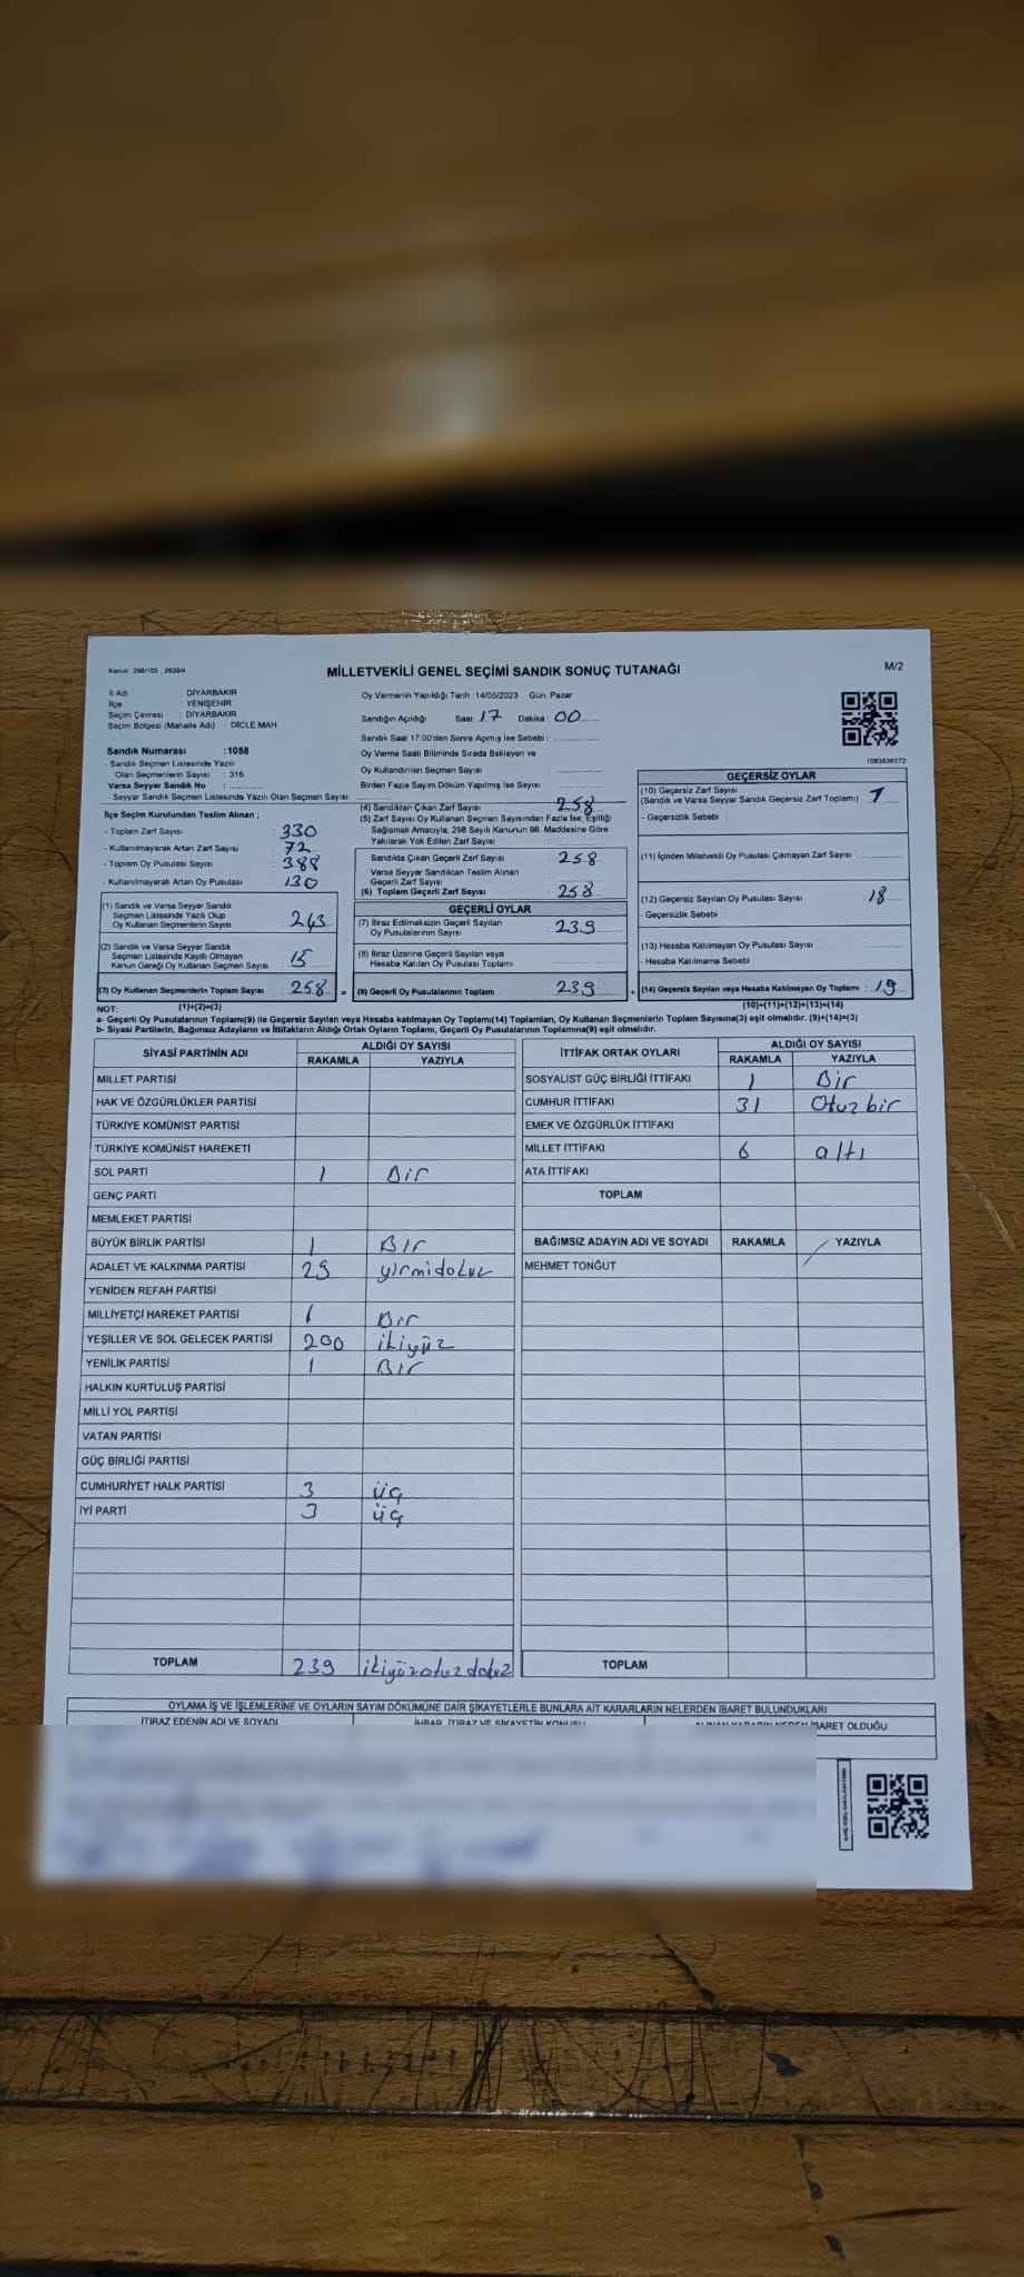 Kanun: 298/105 , 2839/4
MİLLETVEKİLİ GENEL SEÇİMİ SANDIK SONUÇ TUTANAĞI
M/2
İl Adı : DİYARBAKIR
İlçe : YENİŞEHİR
Seçim Çevresi : DİYARBAKIR
Seçim Bölgesi (Mahalle Adı) : DİCLE MAH
Sandık Numarası :1058
- Sandık Seçmen Listesinde Yazılı
Olan Seçmenlerin Sayısı : 316
Varsa Seyyar Sandık No :
- Seyyar Sandık Seçmen Listesinde Yazılı Olan Seçmen Sayısı
Oy Vermenin Yapıldığı Tarih: 14/05/2023 Gün: Pazar
Sandığın Açıldığı Saat 17 Dakika 00
Sandık Saat 17:00'den Sonra Açılmış İse Sebebi :
Oy Verme Saati Bitiminde Sırada Bekleyen ve
Oy Kullandırılan Seçmen Sayısı
Birden Fazla Sayım Döküm Yapılmış İse Sayısı
İlçe Seçim Kurulundan Teslim Alınan ;
- Toplam Zarf Sayısı : 330
- Kullanılmayarak Artan Zarf Sayısı : 72
- Toplam Oy Pusulası Sayısı : 388
- Kullanılmayarak Artan Oy Pusulası : 130
(1) Sandık ve Varsa Seyyar Sandık
Seçmen Listesinde Yazılı Olup
Oy Kullanan Seçmenlerin Sayısı 243
(2) Sandık ve Varsa Seyyar Sandık
Seçmen Listesinde Kayıtlı Olmayan
Kanun Gereği Oy Kullanan Seçmen Sayısı 15
(3) Oy Kullanan Seçmenlerin Toplam Sayısı 258 =
(1)+(2)=(3)
(4) Sandıktan Çıkan Zarf Sayısı 258
(5) Zarf Sayısı Oy Kullanan Seçmen Sayısından Fazla İse, Eşitliği
Sağlamak Amacıyla, 298 Sayılı Kanunun 98. Maddesine Göre
Yakılarak Yok Edilen Zarf Sayısı :
Sandıkta Çıkan Geçerli Zarf Sayısı 258
Varsa Seyyar Sandıktan Teslim Alınan
Geçerli Zarf Sayısı
(6) Toplam Geçerli Zarf Sayısı 258
GEÇERLİ OYLAR
(7) İtiraz Edilmeksizin Geçerli Sayılan
Oy Pusulalarının Sayısı 239
(8) İtiraz Üzerine Geçerli Sayılan veya
Hesaba Katılan Oy Pusulası Toplamı
(9) Geçerli Oy Pusulalarının Toplamı 239 +
GEÇERSİZ OYLAR
(10) Geçersiz Zarf Sayısı
(Sandık ve Varsa Seyyar Sandık Geçersiz Zarf Toplamı) 1
- Geçersizlik Sebebi
(11) İçinden Milletvekili Oy Pusulası Çıkmayan Zarf Sayısı
(12) Geçersiz Sayılan Oy Pusulası Sayısı 18
Geçersizlik Sebebi
(13) Hesaba Katılmayan Oy Pusulası Sayısı
- Hesaba Katılmama Sebebi
(14) Geçersiz Sayılan veya Hesaba Katılmayan Oy Toplamı : 19
(10)+(11)+(12)+(13)=(14)
NOT:
a- Geçerli Oy Pusulalarının Toplamı(9) ile Geçersiz Sayılan veya Hesaba katılmayan Oy Toplamı(14) Toplamları, Oy Kullanan Seçmenlerin Toplam Sayısına(3) eşit olmalıdır. (9)+(14)=(3)
b- Siyasi Partilerin, Bağımsız Adayların ve İttifakların Aldığı Ortak Oyların Toplamı, Geçerli Oy Pusulalarının Toplamına(9) eşit olmalıdır.
SİYASİ PARTİNİN ADI ALDIĞI OY SAYISI
RAKAMLA YAZIYLA
MİLLET PARTİSİ
HAK VE ÖZGÜRLÜKLER PARTİSİ
TÜRKİYE KOMÜNİST PARTİSİ
TÜRKİYE KOMÜNİST HAREKETİ
SOL PARTİ 1 Bir
GENÇ PARTİ
MEMLEKET PARTİSİ
BÜYÜK BİRLİK PARTİSİ 1 Bir
ADALET VE KALKINMA PARTİSİ 29 yirmidokuz
YENİDEN REFAH PARTİSİ
MİLLİYETÇİ HAREKET PARTİSİ 1 Bir
YEŞİLLER VE SOL GELECEK PARTİSİ 200 ikiyüz
YENİLİK PARTİSİ 1 Bir
HALKIN KURTULUŞ PARTİSİ
MİLLİ YOL PARTİSİ
VATAN PARTİSİ
GÜÇ BİRLİĞİ PARTİSİ
CUMHURİYET HALK PARTİSİ 3 üç
İYİ PARTİ 3 üç
TOPLAM 239 ikiyüzotuzdokuz
İTTİFAK ORTAK OYLARI ALDIĞI OY SAYISI
RAKAMLA YAZIYLA
SOSYALİST GÜÇ BİRLİĞİ İTTİFAKI 1 Bir
CUMHUR İTTİFAKI 31 Otuzbir
EMEK VE ÖZGÜRLÜK İTTİFAKI
MİLLET İTTİFAKI 6 altı
ATA İTTİFAKI
TOPLAM
BAĞIMSIZ ADAYIN ADI VE SOYADI RAKAMLA YAZIYLA
MEHMET TONĞUT
TOPLAM
OYLAMA İŞ VE İŞLEMLERİNE VE OYLARIN SAYIM DÖKÜMÜNE DAİR ŞİKAYETLERLE BUNLARA AİT KARARLARIN NELERDEN İBARET BULUNDUKLARI
İTİRAZ EDENİN ADI VE SOYADI
İHBAR, İTİRAZ VE ŞİKAYETİN KONUSU
İBARET OLDUĞU